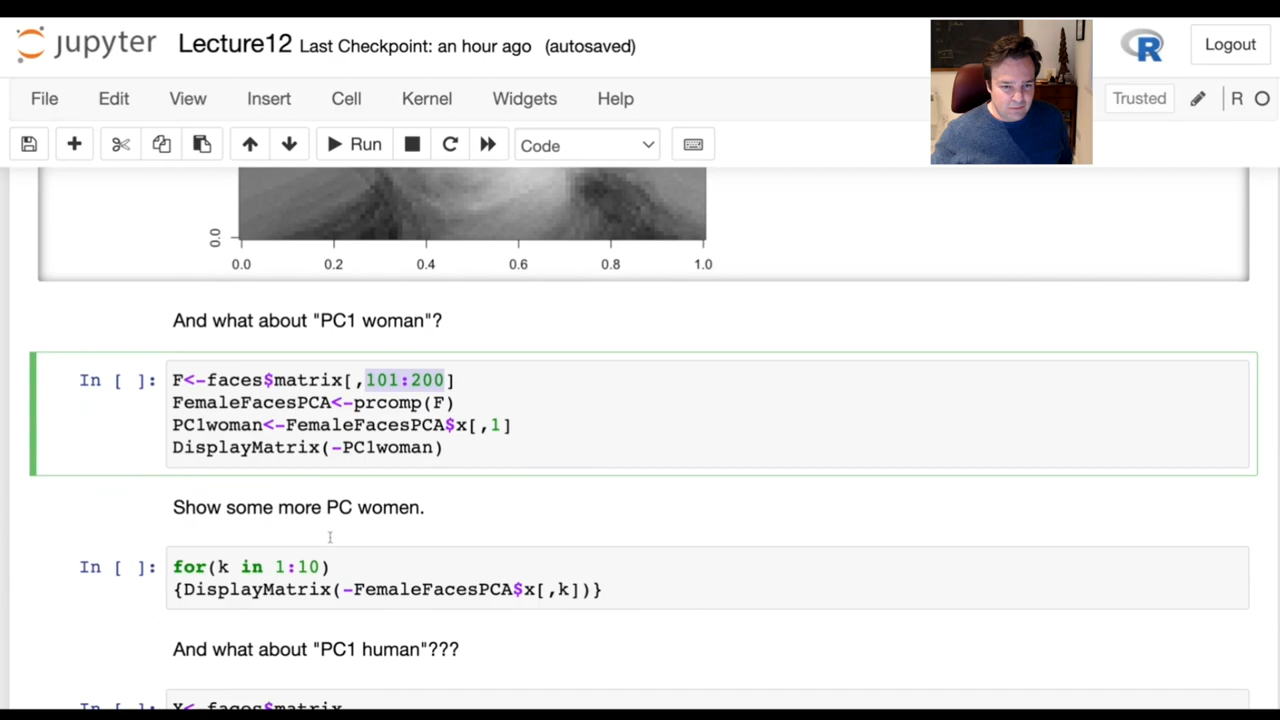 jupyter Lecture12 Last Checkpoint: an hour ago (autosaved) R Logout
File Edit View Insert Cell Kernel Widgets Help Trusted R O
Run Code
0.0
0.0 0.2 0.4 0.6 0.8 1.0
And what about "PC1 woman"?
In [ ]: F<-faces$matrix[,101:200]
FemaleFacesPCA<-prcomp(F)
PC1woman<-FemaleFacesPCA$x[,1]
DisplayMatrix(-PC1woman)
Show some more PC women.
In [ ]: for(k in 1:10)
{DisplayMatrix(-FemaleFacesPCA$x[,k])}
And what about "PC1 human"???
In [ ]: X<-faces$matrix